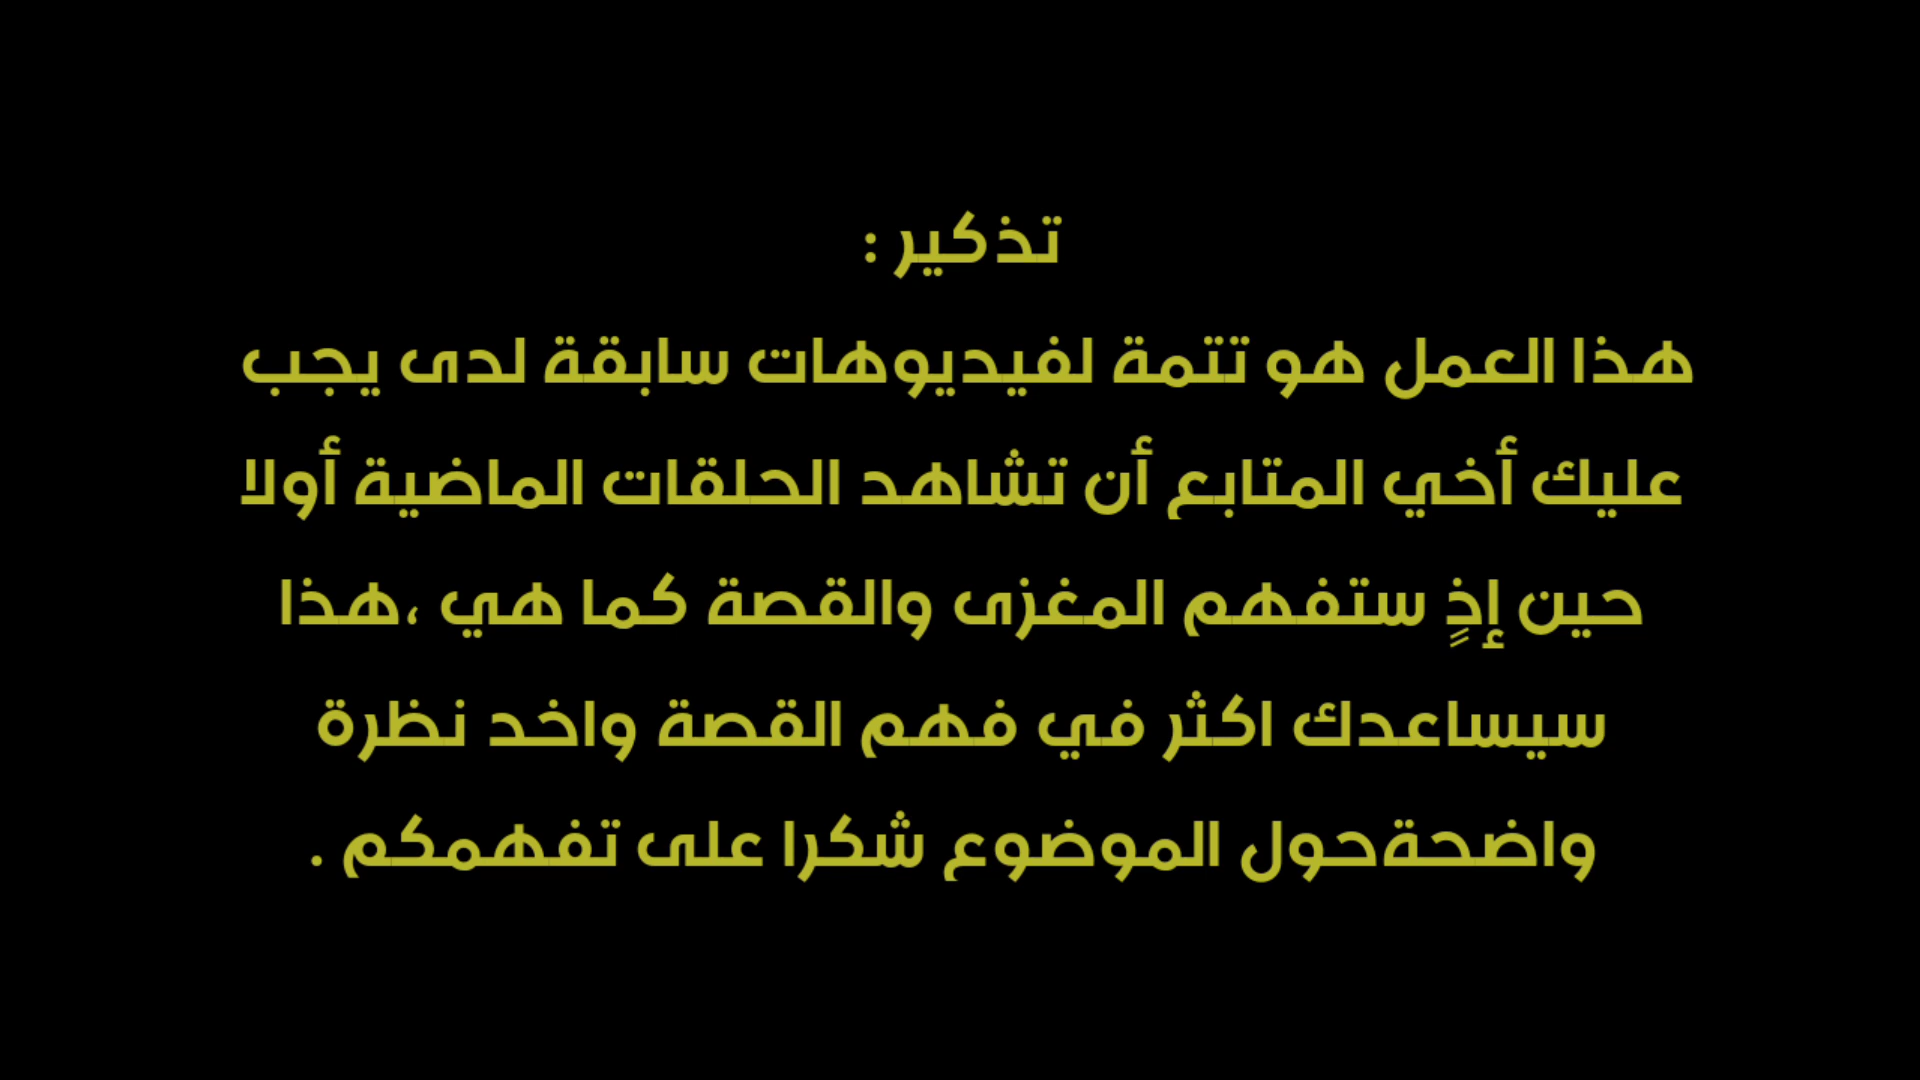 تذكير :
هذا العمل هو تتمة لفيديوهات سابقة لدى يجب
عليك أخي المتابع أن تشاهد الحلقات الماضية أولا
حين إذٍ ستفهم المغزى والقصة كما هي ،هذا
سيساعدك اكثر في فهم القصة واخد نظرة
واضحةحول الموضوع شكرا على تفهمكم .